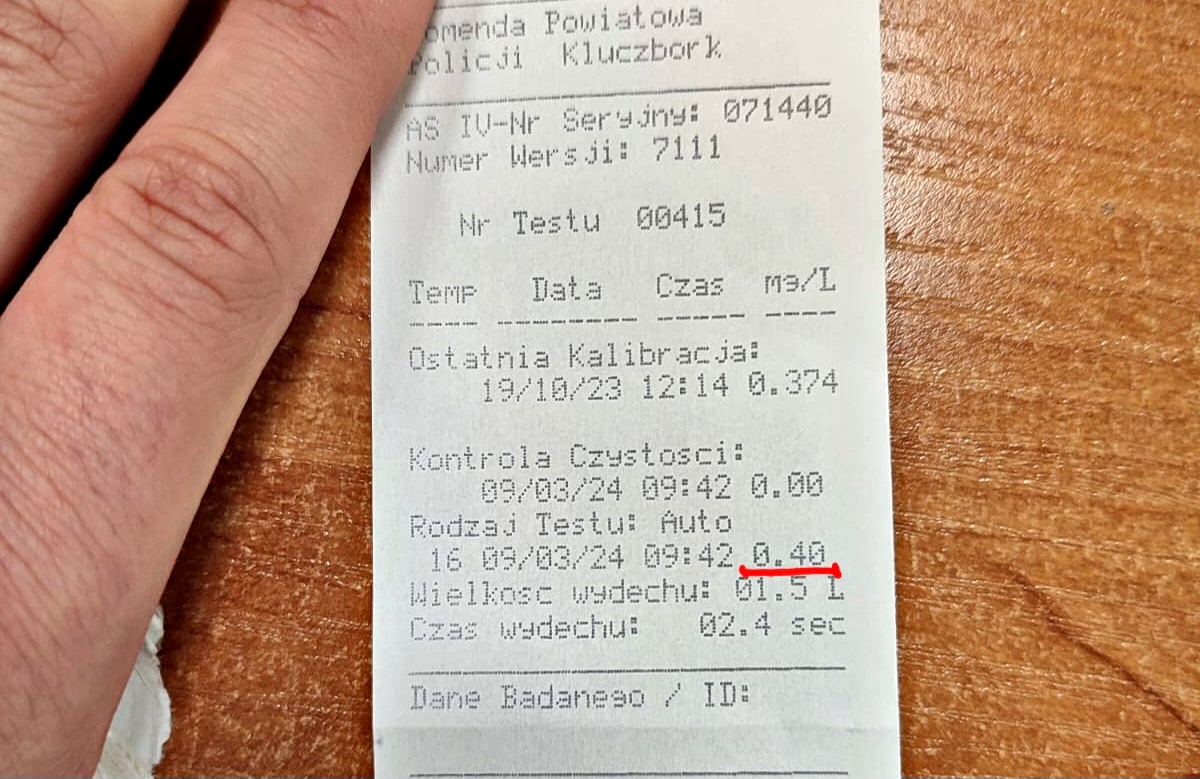 omenda Powiatowa
Policji Kluczbork
AS IV-Nr Seryjny: 071440
Numer Wersji: 7111
Nr Testu 00415
Temp Data Czas mg/L
Ostatnia Kalibracja:
19/10/23 12:14 0.374
Kontrola Czystosci:
09/03/24 09:42 0.00
Rodzaj Testu: Auto
16 09/03/24 09:42 0.40
Wielkosc wydechu: 01.5 L
Czas wydechu: 02.4 sec
Dane Badanego / ID: